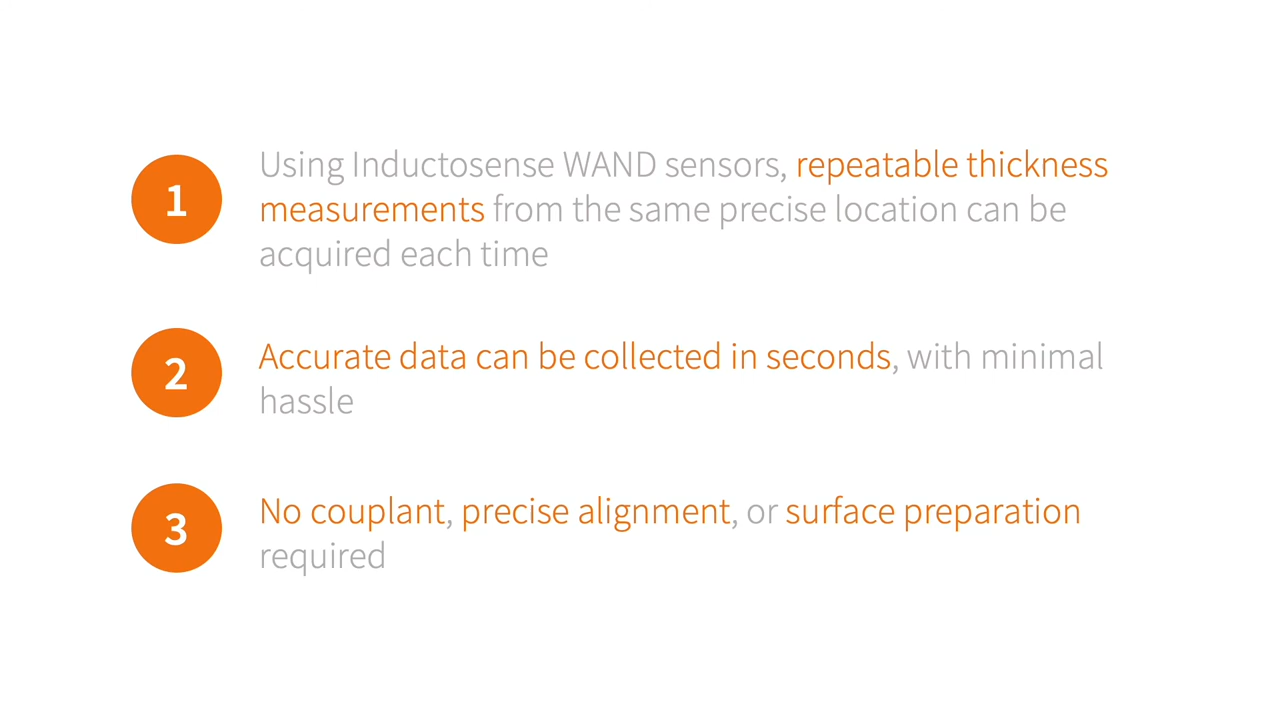 1
Using Inductosense WAND sensors, repeatable thickness
measurements from the same precise location can be
acquired each time
2
Accurate data can be collected in seconds, with minimal
hassle
3
No couplant, precise alignment, or surface preparation
required